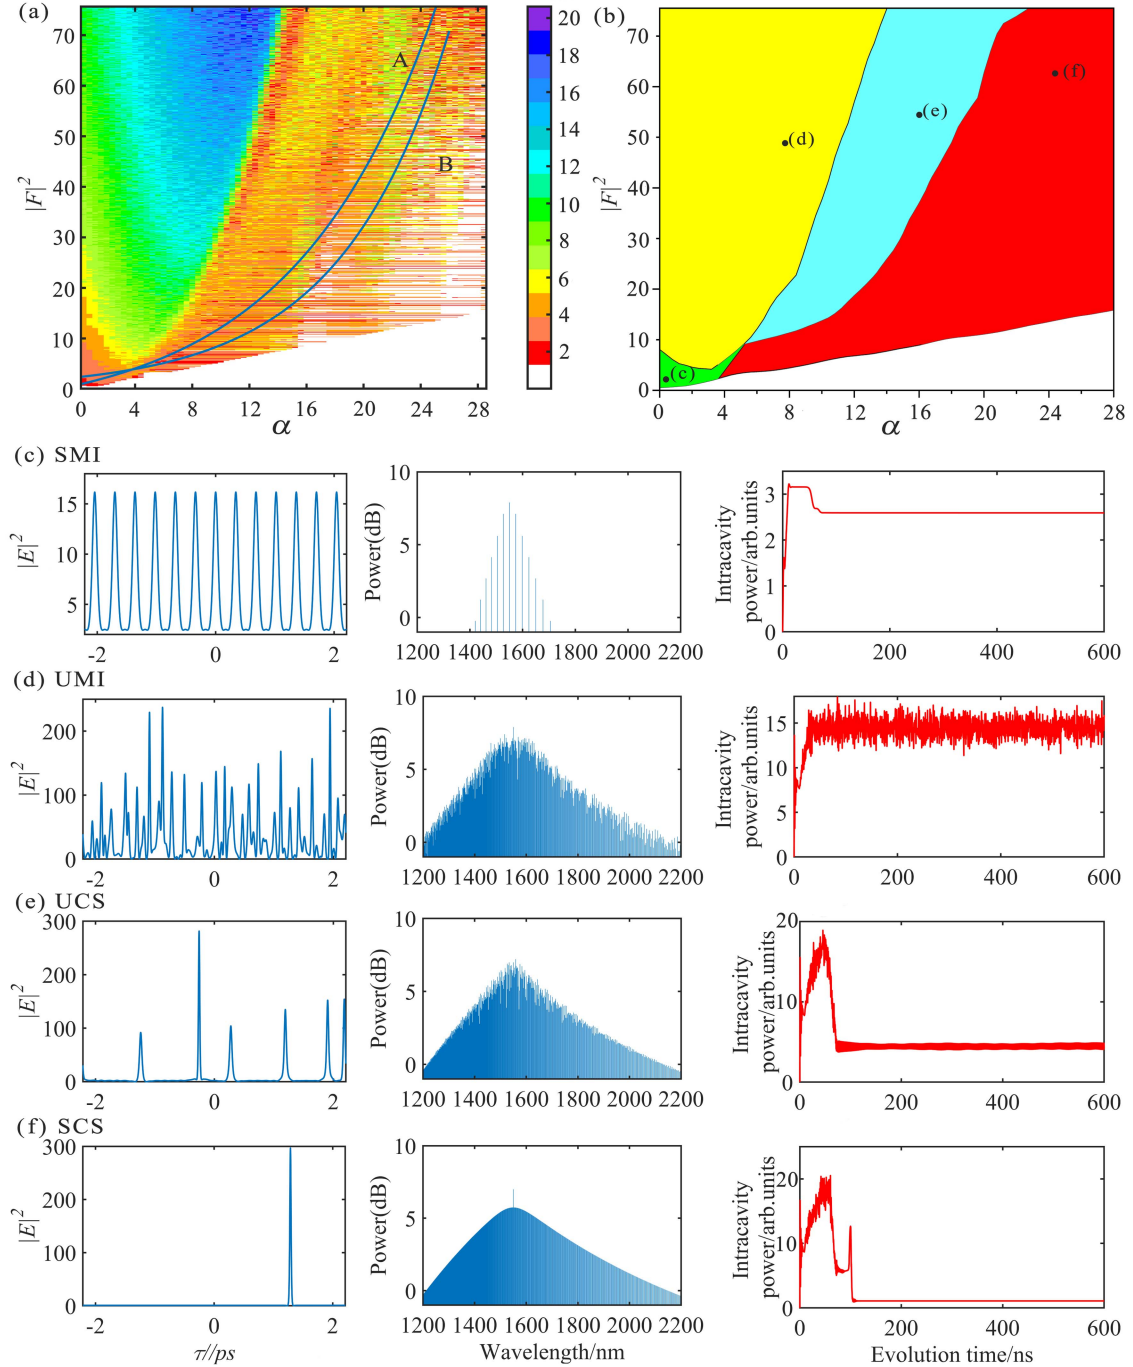 (a)
|F|²
70
60
50
40
30
20
10
0
0 4 8 12 16 20 24 28
α
A
B
20
18
16
14
12
10
8
6
4
2
(b)
|F|²
70
60
50
40
30
20
10
0
0 4 8 12 16 20 24 28
α
(c)
(d)
(e)
(f)
(c) SMI
|E|²
15
10
5
-2 0 2
Power(dB)
10
5
0
1200 1400 1600 1800 2000 2200
Intracavity
power/arb.units
3
2
1
0
0 200 400 600
(d) UMI
|E|²
200
100
0
-2 0 2
Power(dB)
10
5
0
1200 1400 1600 1800 2000 2200
Intracavity
power/arb.units
15
10
5
0
0 200 400 600
(e) UCS
|E|²
300
200
100
0
-2 0 2
Power(dB)
10
5
0
1200 1400 1600 1800 2000 2200
Intracavity
power/arb.units
20
10
0
0 200 400 600
(f) SCS
|E|²
300
200
100
0
-2 0 2
τ//ps
Power(dB)
10
5
0
1200 1400 1600 1800 2000 2200
Wavelength/nm
Intracavity
power/arb.units
20
10
0
0 200 400 600
Evolution time/ns